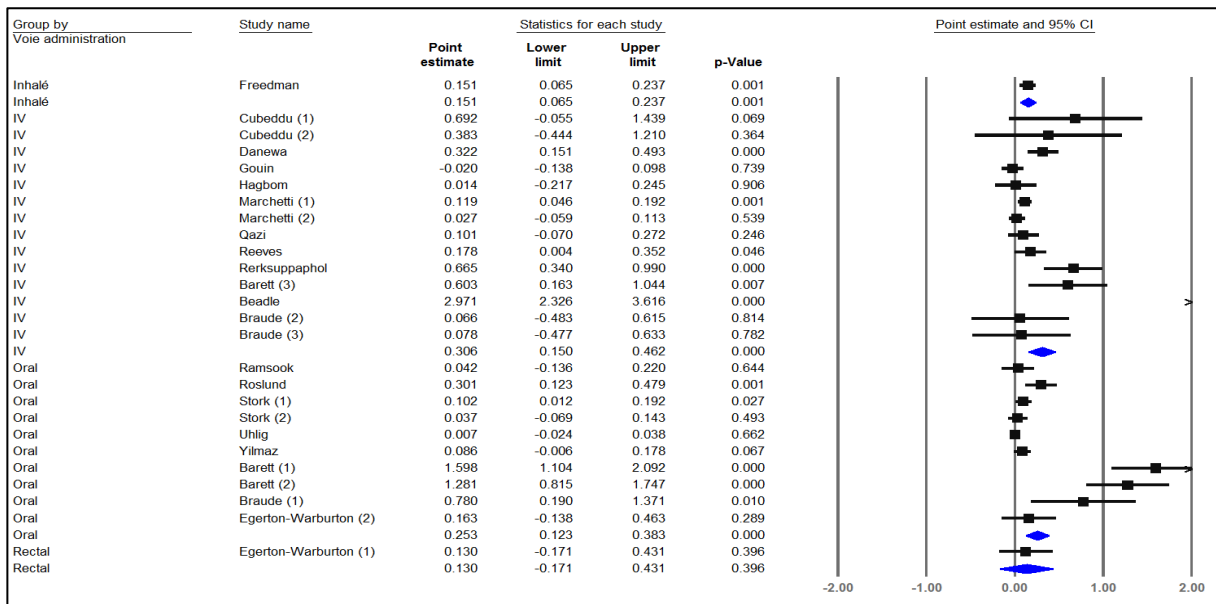 Group by Study name Statistics for each study Point estimate and 95% CI
Voie administration
Point Lower Upper
estimate limit limit p-Value
Inhalé Freedman 0.151 0.065 0.237 0.001
Inhalé 0.151 0.065 0.237 0.001
IV Cubeddu (1) 0.692 -0.055 1.439 0.069
IV Cubeddu (2) 0.383 -0.444 1.210 0.364
IV Danewa 0.322 0.151 0.493 0.000
IV Gouin -0.020 -0.138 0.098 0.739
IV Hagbom 0.014 -0.217 0.245 0.906
IV Marchetti (1) 0.119 0.046 0.192 0.001
IV Marchetti (2) 0.027 -0.059 0.113 0.539
IV Qazi 0.101 -0.070 0.272 0.246
IV Reeves 0.178 0.004 0.352 0.046
IV Rerksuppaphol 0.665 0.340 0.990 0.000
IV Barett (3) 0.603 0.163 1.044 0.007
IV Beadle 2.971 2.326 3.616 0.000 >
IV Braude (2) 0.066 -0.483 0.615 0.814
IV Braude (3) 0.078 -0.477 0.633 0.782
IV 0.306 0.150 0.462 0.000
Oral Ramsook 0.042 -0.136 0.220 0.644
Oral Roslund 0.301 0.123 0.479 0.001
Oral Stork (1) 0.102 0.012 0.192 0.027
Oral Stork (2) 0.037 -0.069 0.143 0.493
Oral Uhlig 0.007 -0.024 0.038 0.662
Oral Yilmaz 0.086 -0.006 0.178 0.067
Oral Barett (1) 1.598 1.104 2.092 0.000 >
Oral Barett (2) 1.281 0.815 1.747 0.000
Oral Braude (1) 0.780 0.190 1.371 0.010
Oral Egerton-Warburton (2) 0.163 -0.138 0.463 0.289
Oral 0.253 0.123 0.383 0.000
Rectal Egerton-Warburton (1) 0.130 -0.171 0.431 0.396
Rectal 0.130 -0.171 0.431 0.396
-2.00 0.00 1.00 2.00